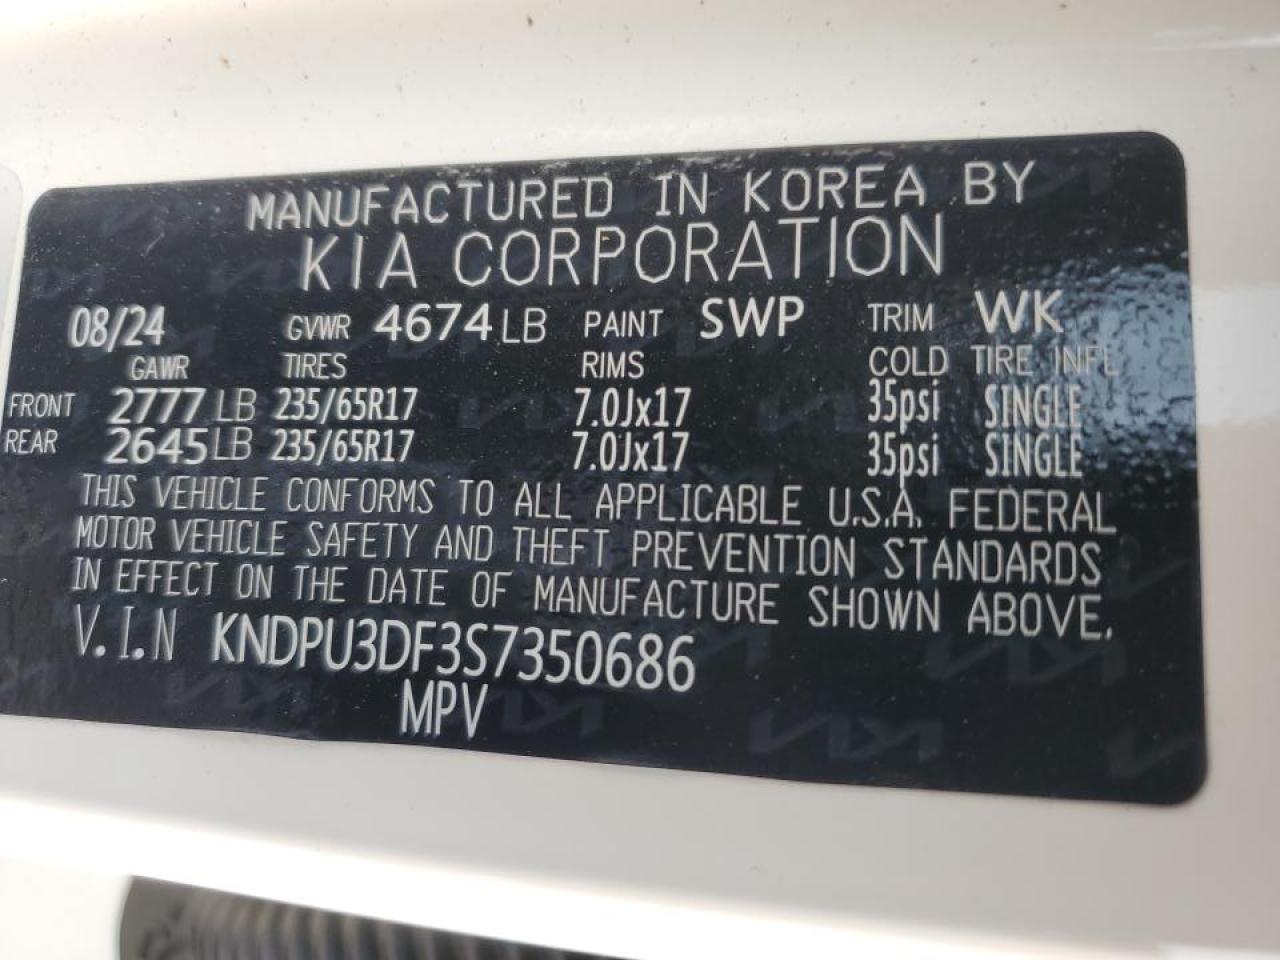 MANUFACTURED IN KOREA BY
KIA CORPORATION
08/24 GVWR 4674 LB PAINT SWP TRIM WK
GAWR TIRES RIMS COLD TIRE INFL
FRONT 2777 LB 235/65R17 7.0Jx17 35psi SINGLE
REAR 2645 LB 235/65R17 7.0Jx17 35psi SINGLE
THIS VEHICLE CONFORMS TO ALL APPLICABLE U.S.A. FEDERAL
MOTOR VEHICLE SAFETY AND THEFT PREVENTION STANDARDS
IN EFFECT ON THE DATE OF MANUFACTURE SHOWN ABOVE.
V.I.N KNDPU3DF3S7350686
MPV